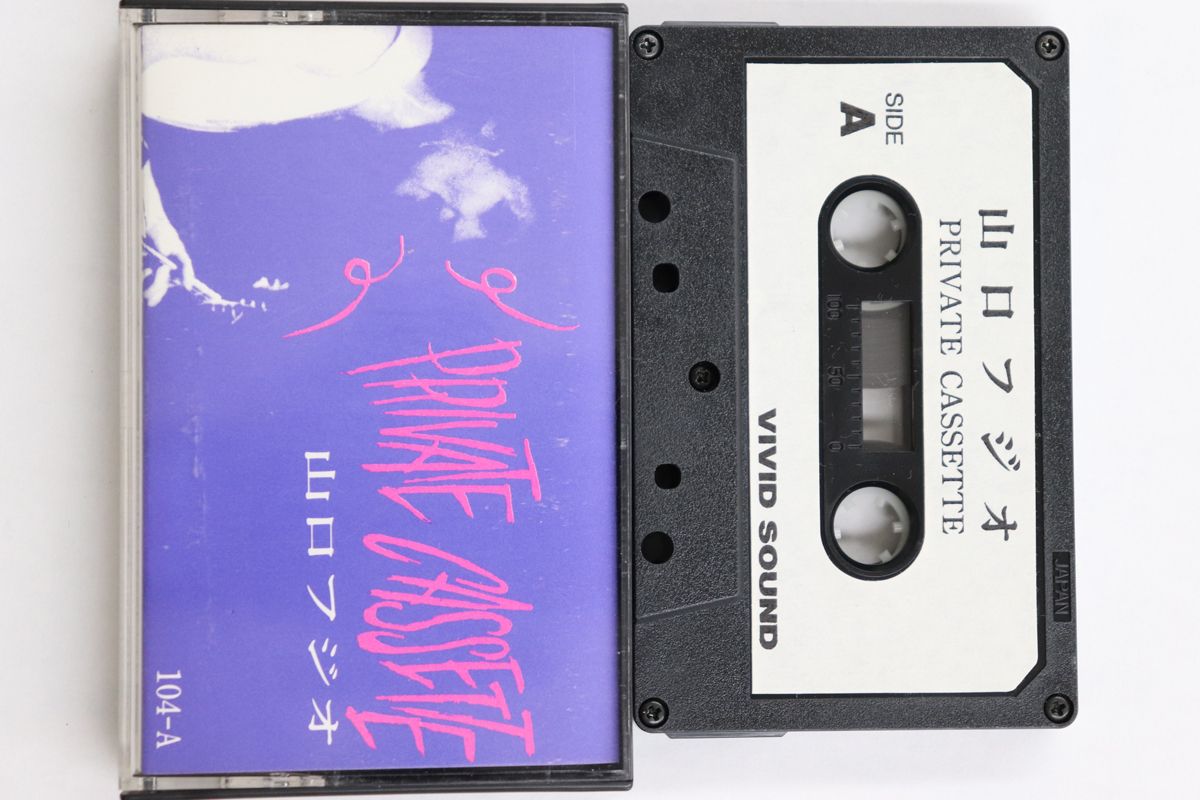 PRIVATE CASSETTE
山口フジオ
104-A
SIDE
A
山口フジオ
PRIVATE CASSETTE
100 50 0
VIVID SOUND
JAPAN